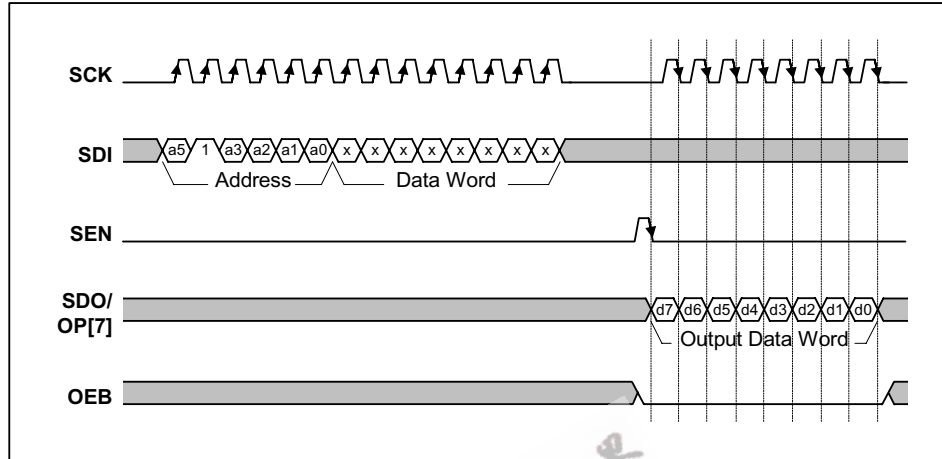 SCK
SDI a5 1 a3 a2 a1 a0 x x x x x x x x
Address Data Word
SEN
SDO/
OP[7] d7 d6 d5 d4 d3 d2 d1 d0
Output Data Word
OEB